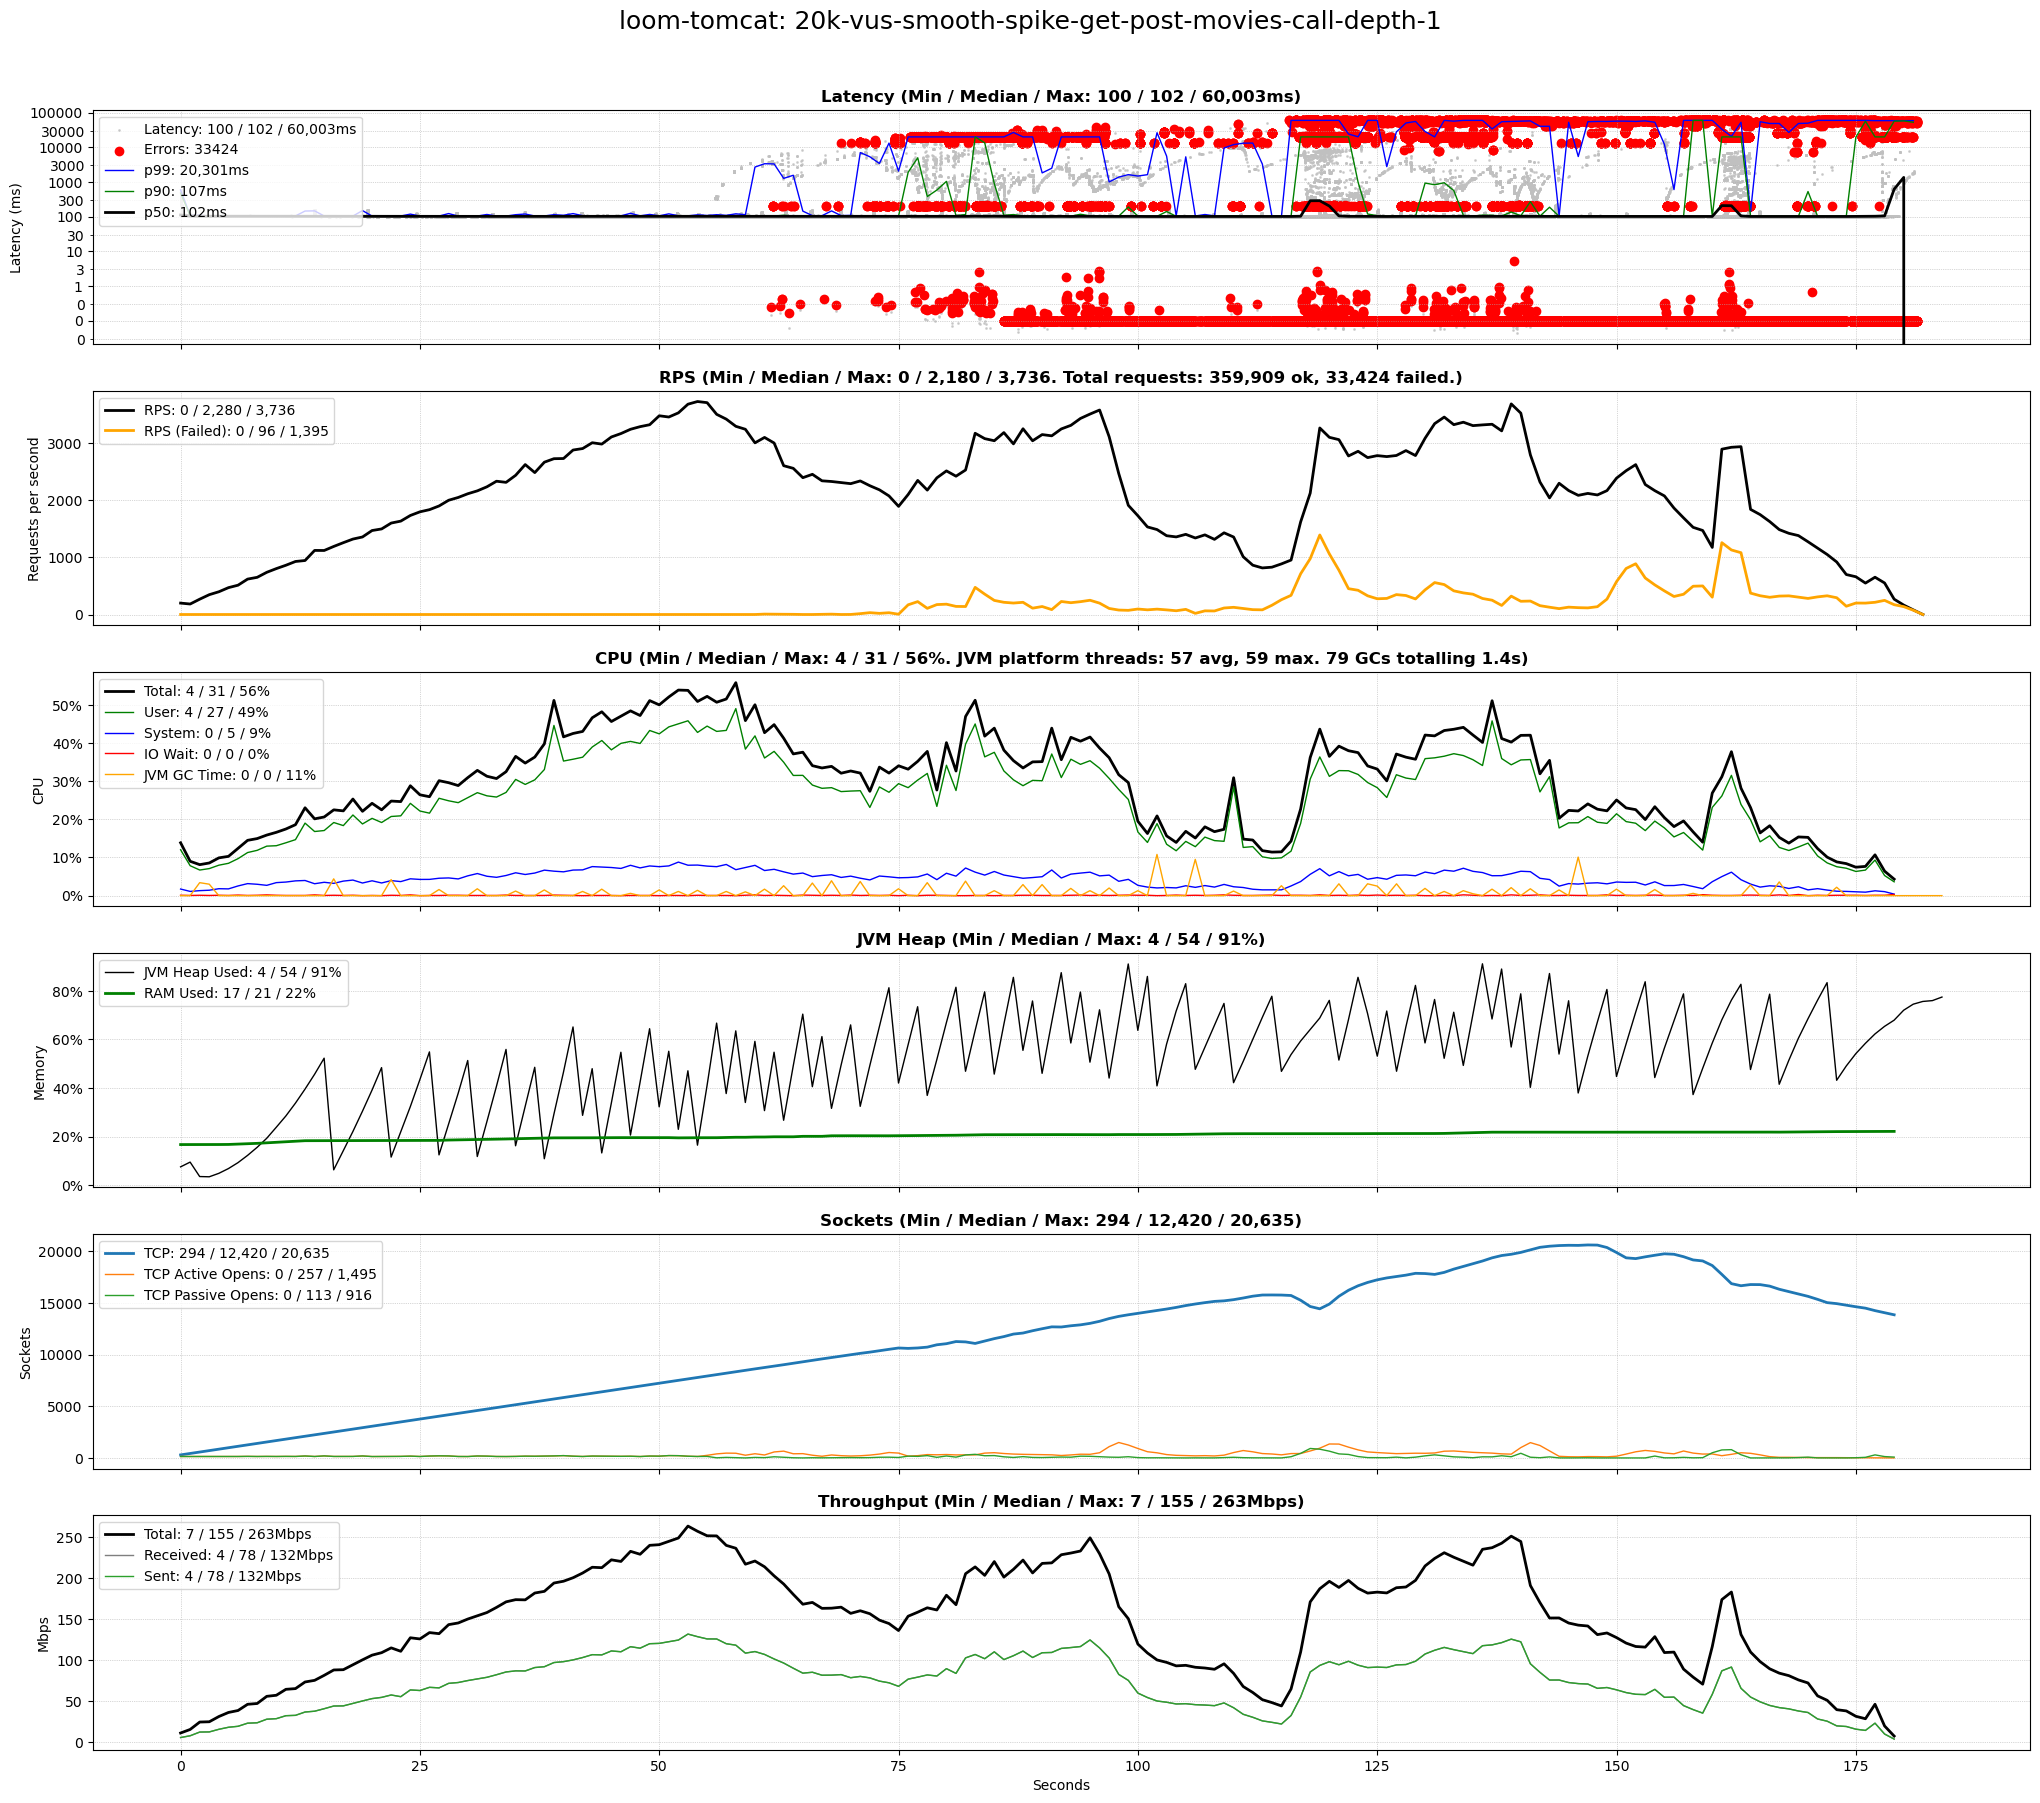 loom-tomcat: 20k-vus-smooth-spike-get-post-movies-call-depth-1
Latency (Min / Median / Max: 100 / 102 / 60,003ms)
Latency (ms)
100000
30000
10000
3000
1000
300
100
30
10
3
1
0
0
0
Latency: 100 / 102 / 60,003ms
Errors: 33424
p99: 20,301ms
p90: 107ms
p50: 102ms
RPS (Min / Median / Max: 0 / 2,180 / 3,736. Total requests: 359,909 ok, 33,424 failed.)
Requests per second
3000
2000
1000
0
RPS: 0 / 2,280 / 3,736
RPS (Failed): 0 / 96 / 1,395
CPU (Min / Median / Max: 4 / 31 / 56%. JVM platform threads: 57 avg, 59 max. 79 GCs totalling 1.4s)
CPU
50%
40%
30%
20%
10%
0%
Total: 4 / 31 / 56%
User: 4 / 27 / 49%
System: 0 / 5 / 9%
IO Wait: 0 / 0 / 0%
JVM GC Time: 0 / 0 / 11%
JVM Heap (Min / Median / Max: 4 / 54 / 91%)
Memory
80%
60%
40%
20%
0%
JVM Heap Used: 4 / 54 / 91%
RAM Used: 17 / 21 / 22%
Sockets (Min / Median / Max: 294 / 12,420 / 20,635)
Sockets
20000
15000
10000
5000
0
TCP: 294 / 12,420 / 20,635
TCP Active Opens: 0 / 257 / 1,495
TCP Passive Opens: 0 / 113 / 916
Throughput (Min / Median / Max: 7 / 155 / 263Mbps)
Mbps
250
200
150
100
50
0
Total: 7 / 155 / 263Mbps
Received: 4 / 78 / 132Mbps
Sent: 4 / 78 / 132Mbps
0 25 50 75 100 125 150 175
Seconds